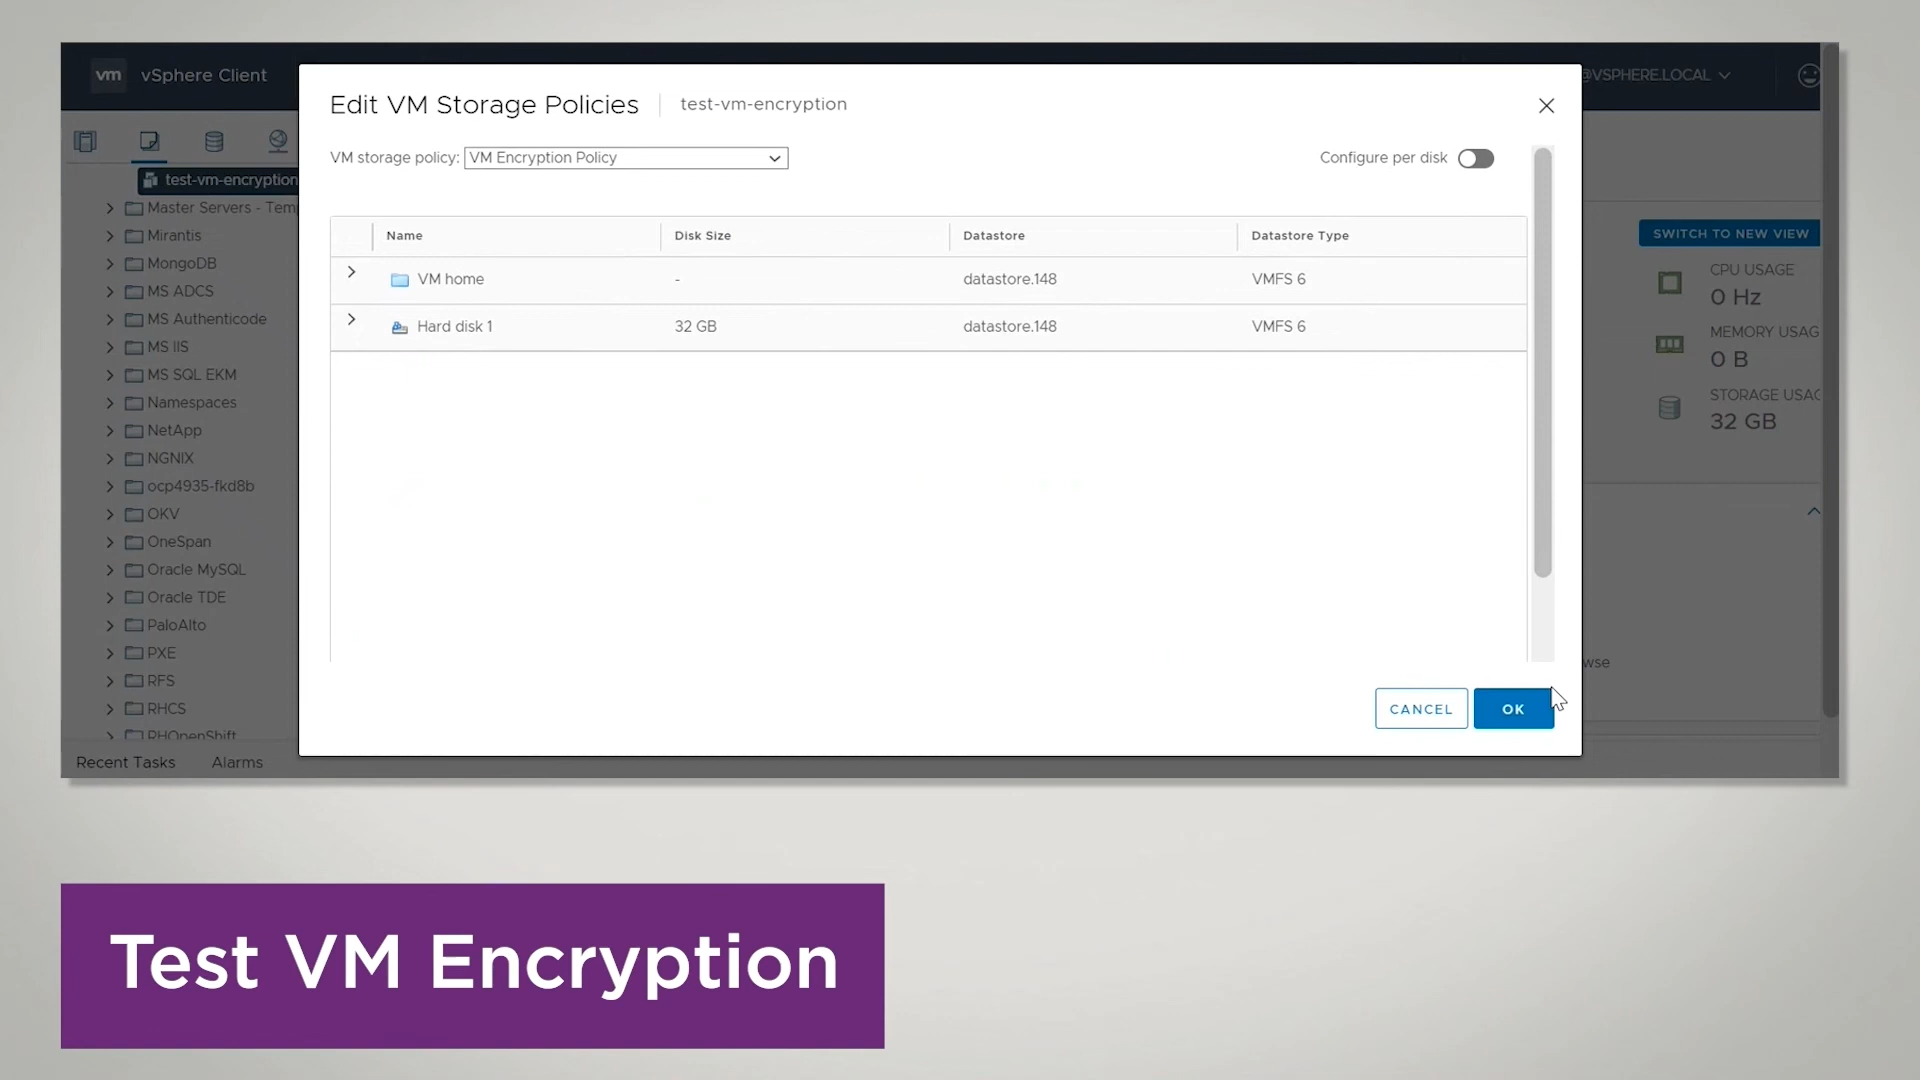 vm vSphere Client
@VSPHERE.LOCAL
Edit VM Storage Policies test-vm-encryption
VM storage policy: VM Encryption Policy
Configure per disk
Name Disk Size Datastore Datastore Type
VM home - datastore.148 VMFS 6
Hard disk 1 32 GB datastore.148 VMFS 6
CANCEL OK
test-vm-encryption
Master Servers - Temp
Mirantis
MongoDB
MS ADCS
MS Authenticode
MS IIS
MS SQL EKM
Namespaces
NetApp
NGNIX
ocp4935-fkd8b
OKV
OneSpan
Oracle MySQL
Oracle TDE
PaloAlto
PXE
RFS
RHCS
RHOpenShift
SWITCH TO NEW VIEW
CPU USAGE
0 Hz
MEMORY USAG
0 B
STORAGE USAG
32 GB
wse
Recent Tasks Alarms
Test VM Encryption